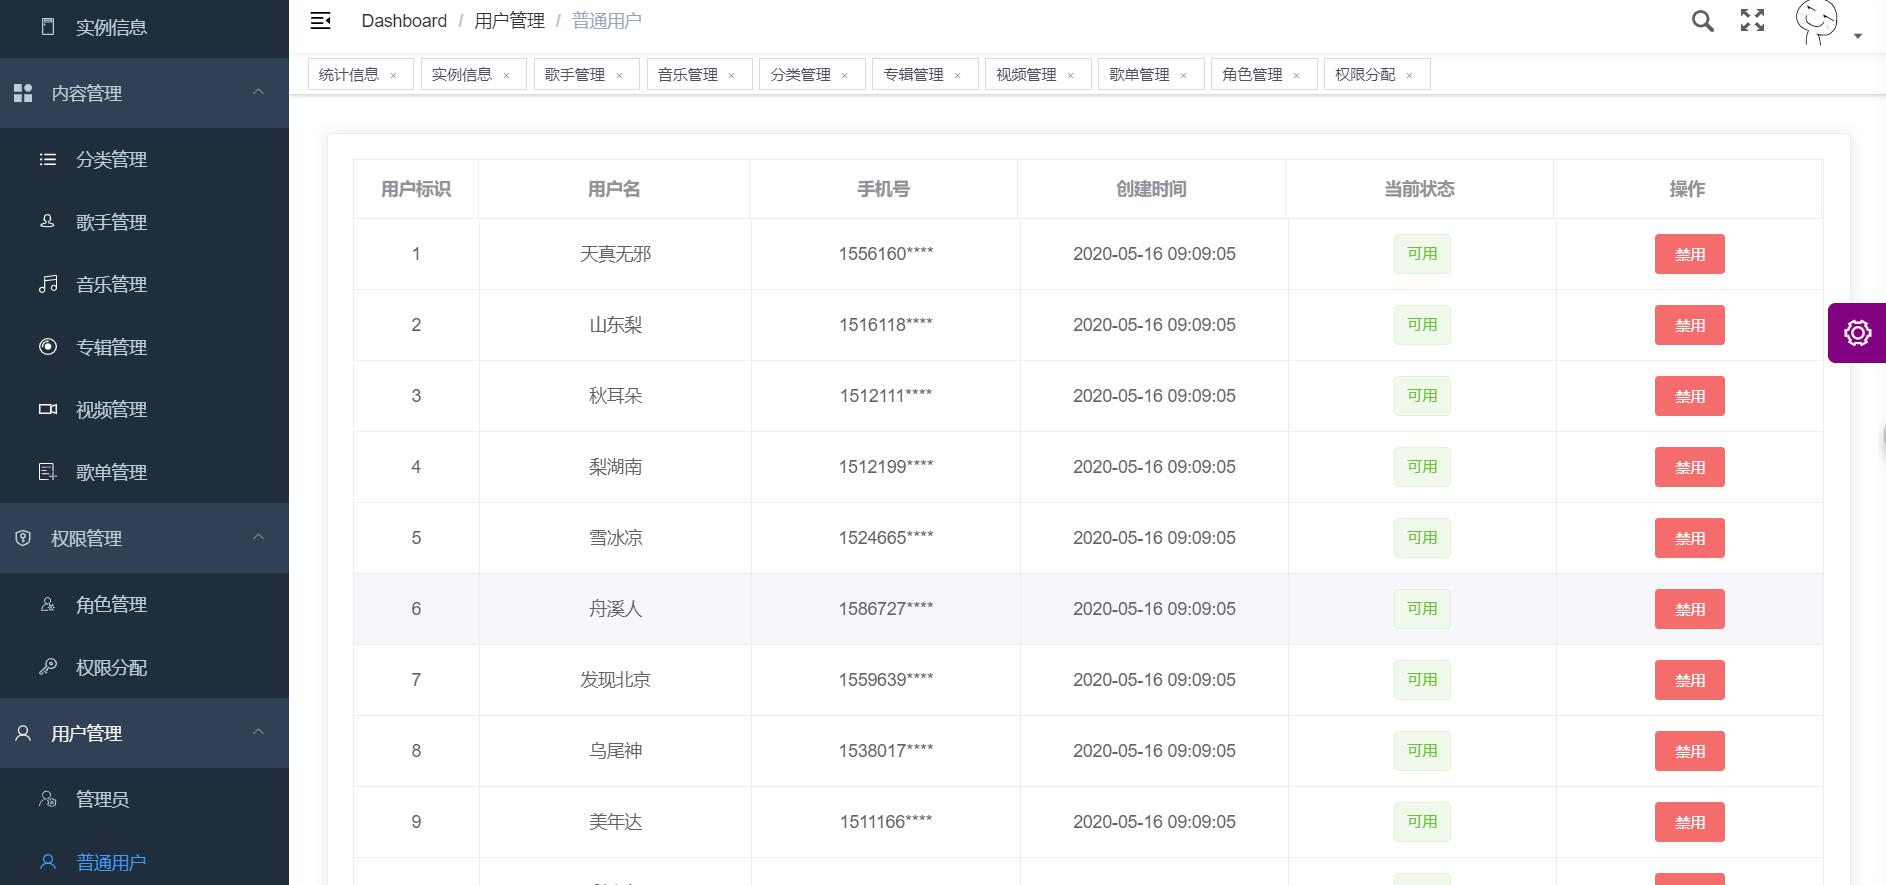 实例信息
内容管理
分类管理
歌手管理
音乐管理
专辑管理
视频管理
歌单管理
权限管理
角色管理
权限分配
用户管理
管理员
普通用户
Dashboard / 用户管理 / 普通用户
统计信息 × 实例信息 × 歌手管理 × 音乐管理 × 分类管理 × 专辑管理 × 视频管理 × 歌单管理 × 角色管理 × 权限分配 ×
用户标识 用户名 手机号 创建时间 当前状态 操作
1 天真无邪 1556160**** 2020-05-16 09:09:05 可用 禁用
2 山东梨 1516118**** 2020-05-16 09:09:05 可用 禁用
3 秋耳朵 1512111**** 2020-05-16 09:09:05 可用 禁用
4 梨湖南 1512199**** 2020-05-16 09:09:05 可用 禁用
5 雪冰凉 1524665**** 2020-05-16 09:09:05 可用 禁用
6 舟溪人 1586727**** 2020-05-16 09:09:05 可用 禁用
7 发现北京 1559639**** 2020-05-16 09:09:05 可用 禁用
8 乌尾神 1538017**** 2020-05-16 09:09:05 可用 禁用
9 美年达 1511166**** 2020-05-16 09:09:05 可用 禁用